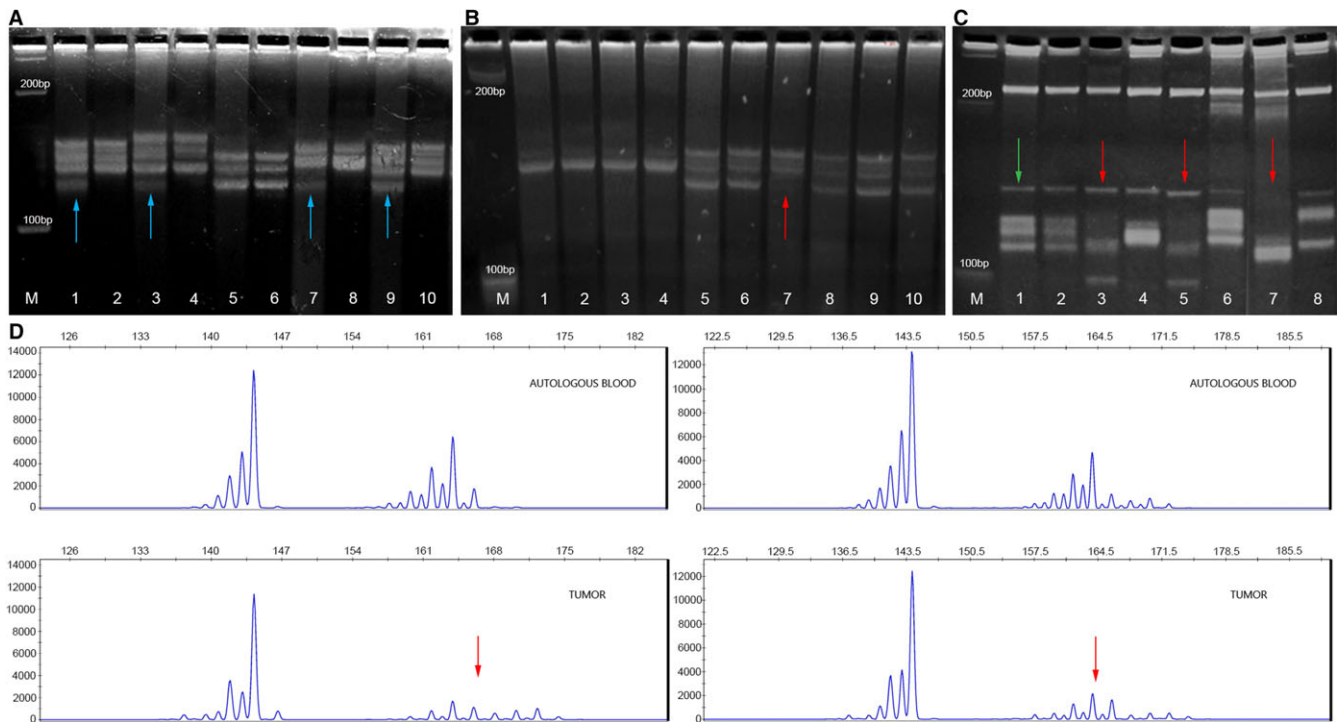 A
200bp
100bp
M 1 2 3 4 5 6 7 8 9 10
B
200bp
100bp
M 1 2 3 4 5 6 7 8 9 10
C
200bp
100bp
M 1 2 3 4 5 6 7 8
D
126 133 140 147 154 161 168 175 182
14000
12000
10000
8000
6000
4000
2000
0
AUTOLOGOUS BLOOD
122.5 129.5 136.5 143.5 150.5 157.5 164.5 171.5 178.5 185.5
12000
10000
8000
6000
4000
2000
0
AUTOLOGOUS BLOOD
126 133 140 147 154 161 168 175 182
14000
12000
10000
8000
6000
4000
2000
0
TUMOR
122.5 129.5 136.5 143.5 150.5 157.5 164.5 171.5 178.5 185.5
12000
10000
8000
6000
4000
2000
0
TUMOR